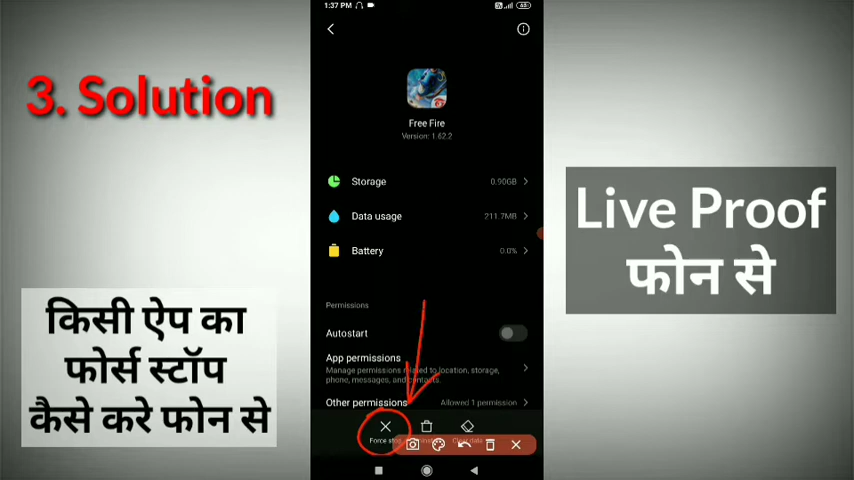 1:37 PM
3. Solution
Free Fire
Version: 1.62.2
Storage 0.90GB
Data usage 211.7MB
Battery 0.0%
Live Proof
फोन से
Permissions
Autostart
App permissions
Manage permissions related to location, storage,
phone, messages, and contacts.
Other permissions Allowed 1 permission
किसी ऐप का
फोर्स स्टॉप
कैसे करे फोन से
Force stop